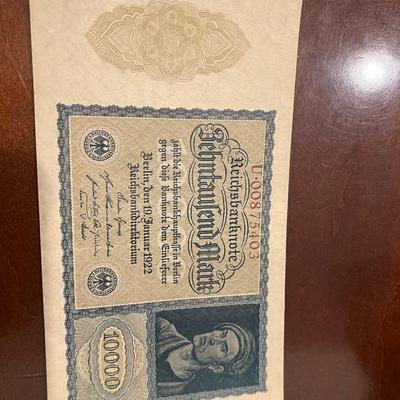 U·00875403
Reichsbanknote
Zehntausend Mark
zahlt die Reichsbankhauptkasse in Berlin
gegen diese Banknote dem Einlieferer
Berlin, den 19. Januar 1922
Reichsbankdirektorium
10000